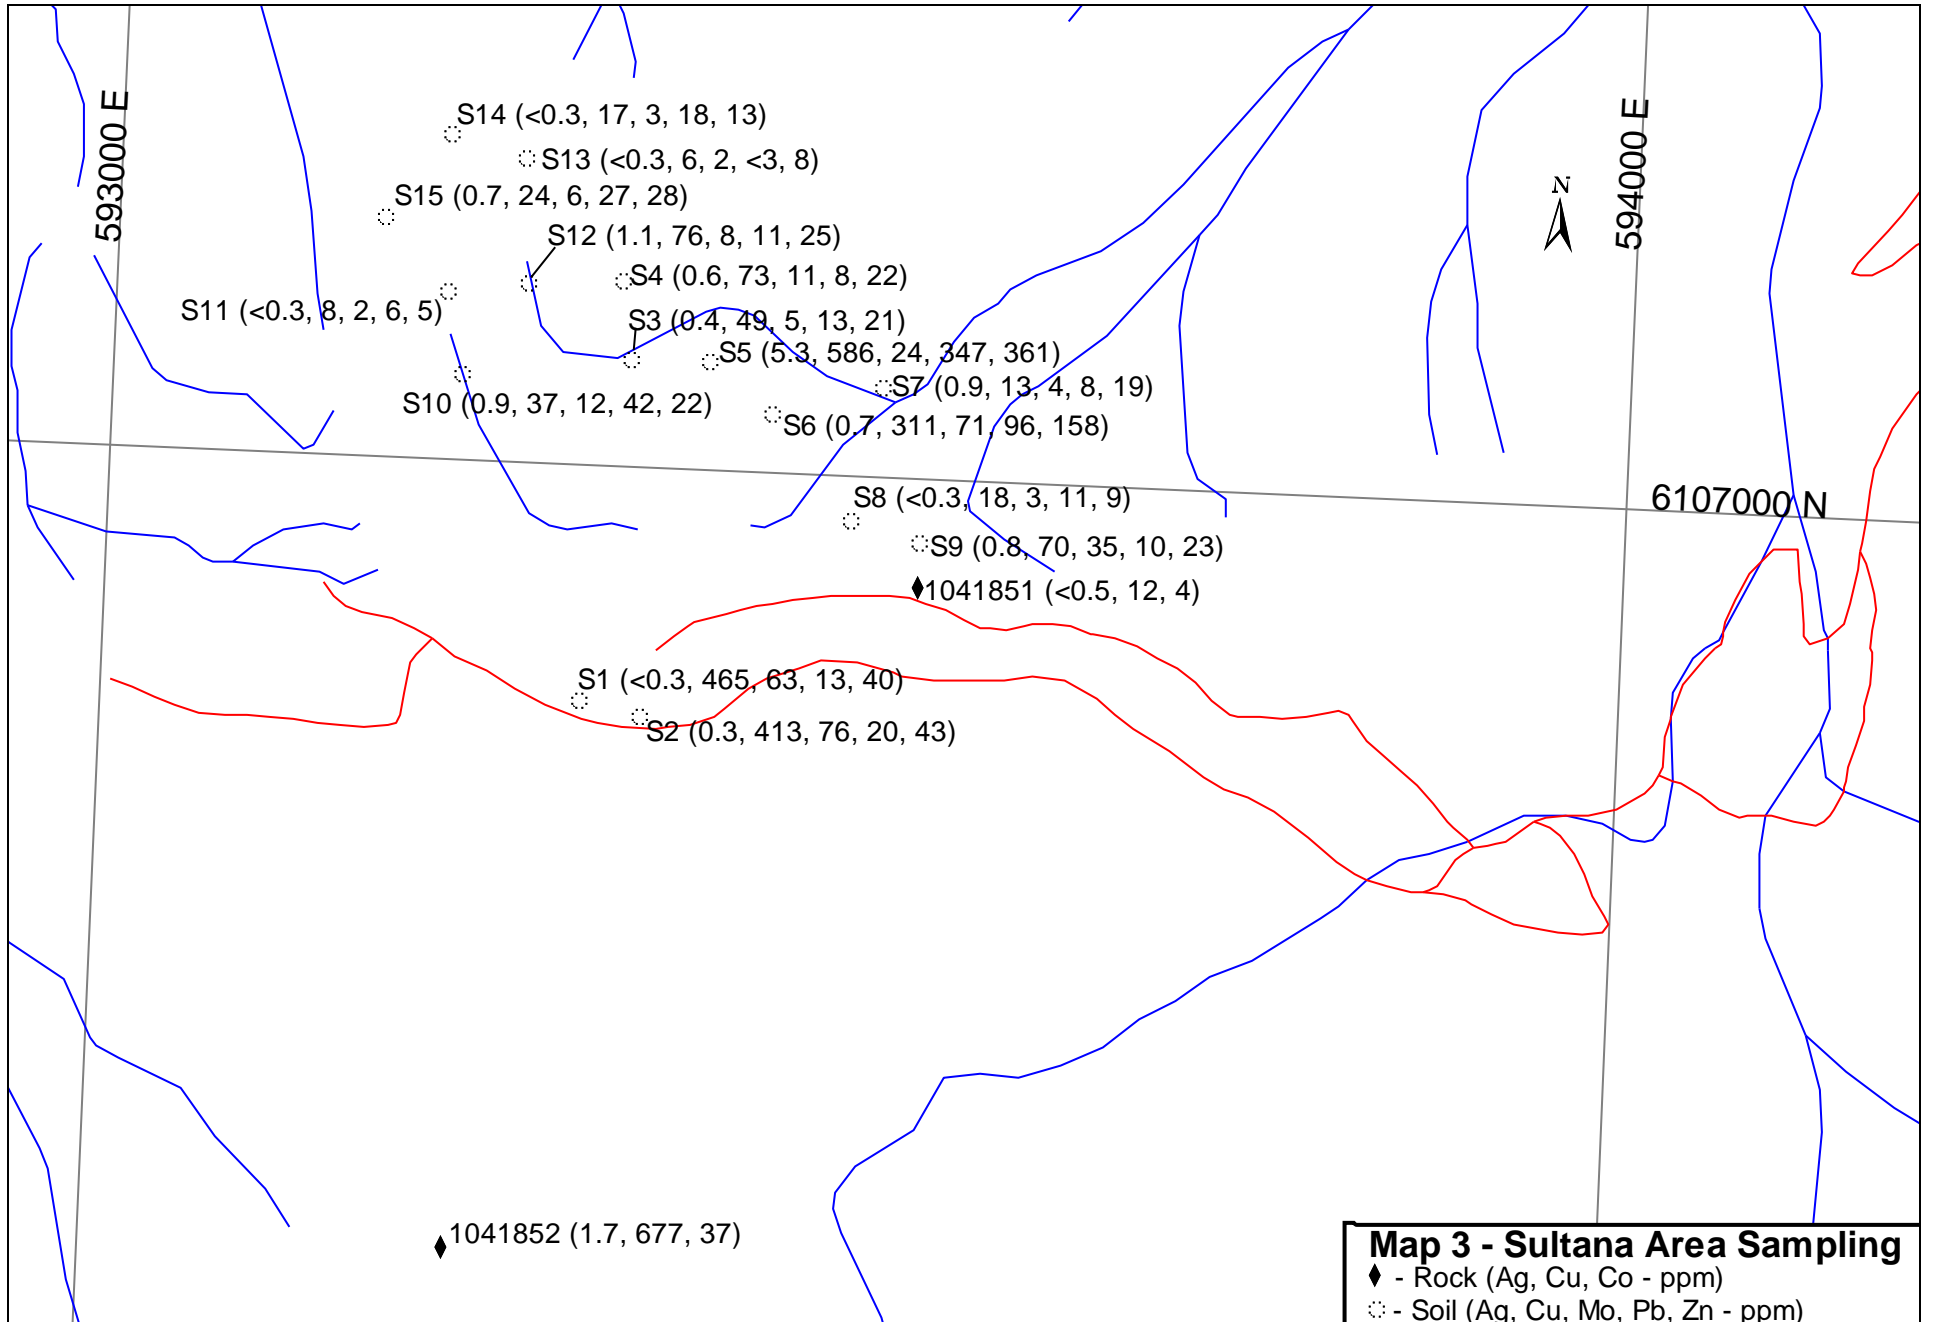 593000 E
594000 E
N
S14 (<0.3, 17, 3, 18, 13)
S13 (<0.3, 6, 2, <3, 8)
S15 (0.7, 24, 6, 27, 28)
S12 (1.1, 76, 8, 11, 25)
S4 (0.6, 73, 11, 8, 22)
S11 (<0.3, 8, 2, 6, 5)
S3 (0.4, 49, 5, 13, 21)
S5 (5.3, 586, 24, 347, 361)
S7 (0.9, 13, 4, 8, 19)
S10 (0.9, 37, 12, 42, 22)
S6 (0.7, 311, 71, 96, 158)
S8 (<0.3, 18, 3, 11, 9)
6107000 N
S9 (0.8, 70, 35, 10, 23)
1041851 (<0.5, 12, 4)
S1 (<0.3, 465, 63, 13, 40)
S2 (0.3, 413, 76, 20, 43)
1041852 (1.7, 677, 37)
Map 3 - Sultana Area Sampling
- Rock (Ag, Cu, Co - ppm)
- Soil (Ag, Cu, Mo, Pb, Zn - ppm)